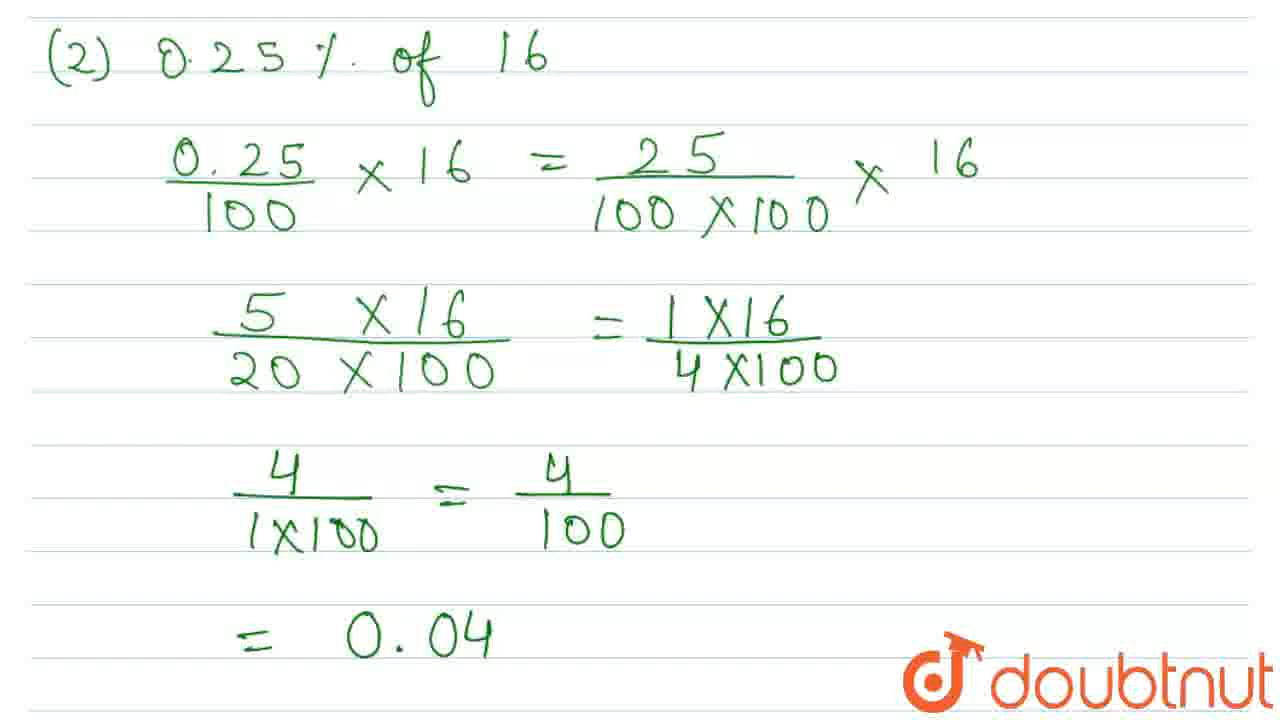 (2) 0.25 %. of 16
0.25/100 × 16 = 25/(100 × 100) × 16
(5 × 16)/(20 × 100) = (1 × 16)/(4 × 100)
4/(1 × 100) = 4/100
= 0.04
doubtnut